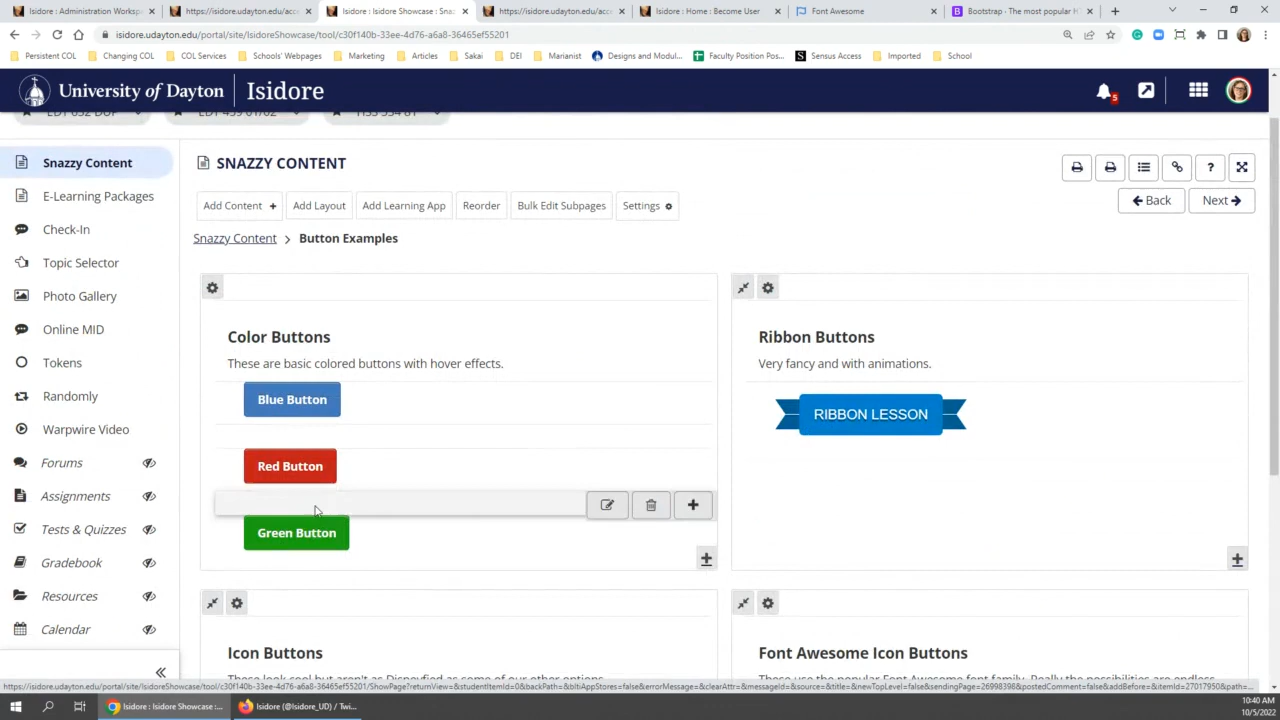 Isidore : Administration Worksp
https://isidore.udayton.edu/acce
Isidore : Isidore Showcase : Snaz
https://isidore.udayton.edu/acce
Isidore : Home : Become User
Font Awesome
Bootstrap · The most popular H
isidore.udayton.edu/portal/site/IsidoreShowcase/tool/c30f141b-33ee-4d76-a6a8-36465ef55201
Persistent COL
Changing COL
COL Services
Schools' Webpages
Marketing
Articles
Sakai
DEI
Marianist
Designs and Modul...
Faculty Position Pos...
Sensus Access
Imported
School
University of Dayton
Isidore
5
Snazzy Content
E-Learning Packages
Check-In
Topic Selector
Photo Gallery
Online MID
Tokens
Randomly
Warpwire Video
Forums
Assignments
Tests & Quizzes
Gradebook
Resources
Calendar
SNAZZY CONTENT
Add Content +
Add Layout
Add Learning App
Reorder
Bulk Edit Subpages
Settings
Back
Next
Snazzy Content > Button Examples
Color Buttons
These are basic colored buttons with hover effects.
Blue Button
Red Button
Green Button
Ribbon Buttons
Very fancy and with animations.
RIBBON LESSON
Icon Buttons
Font Awesome Icon Buttons
Isidore : Isidore Showcase :...
Isidore (@Isidore_UD) / Twi...
10:40 AM
10/5/2022